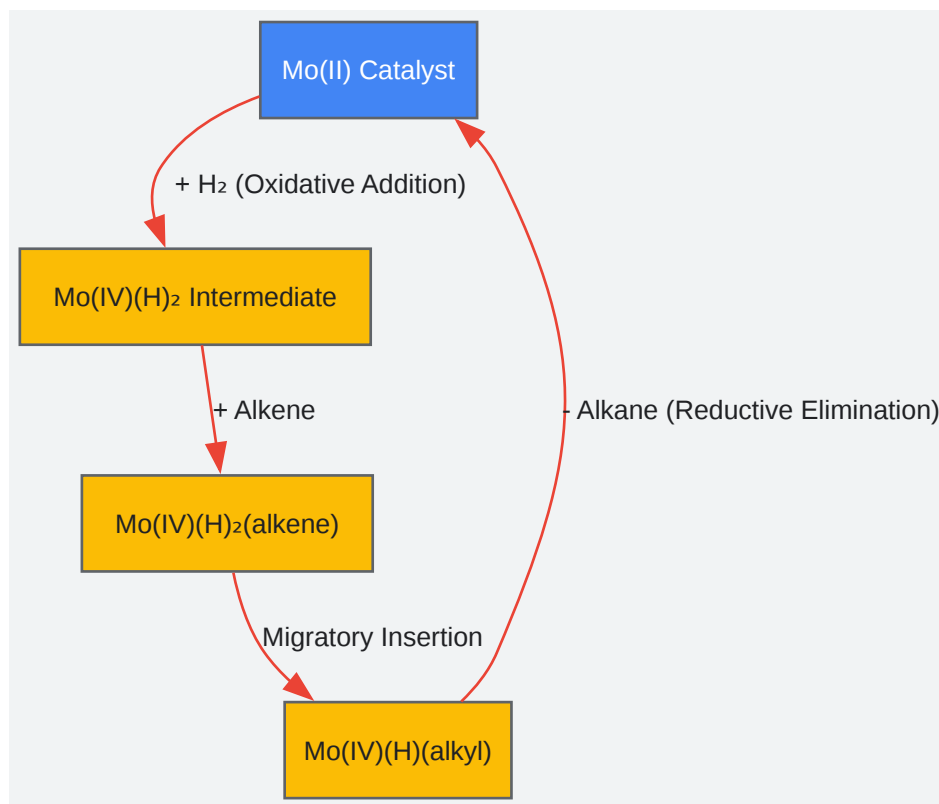 Mo(II) Catalyst
+ H₂ (Oxidative Addition)
Mo(IV)(H)₂ Intermediate
+ Alkene
- Alkane (Reductive Elimination)
Mo(IV)(H)₂(alkene)
Migratory Insertion
Mo(IV)(H)(alkyl)